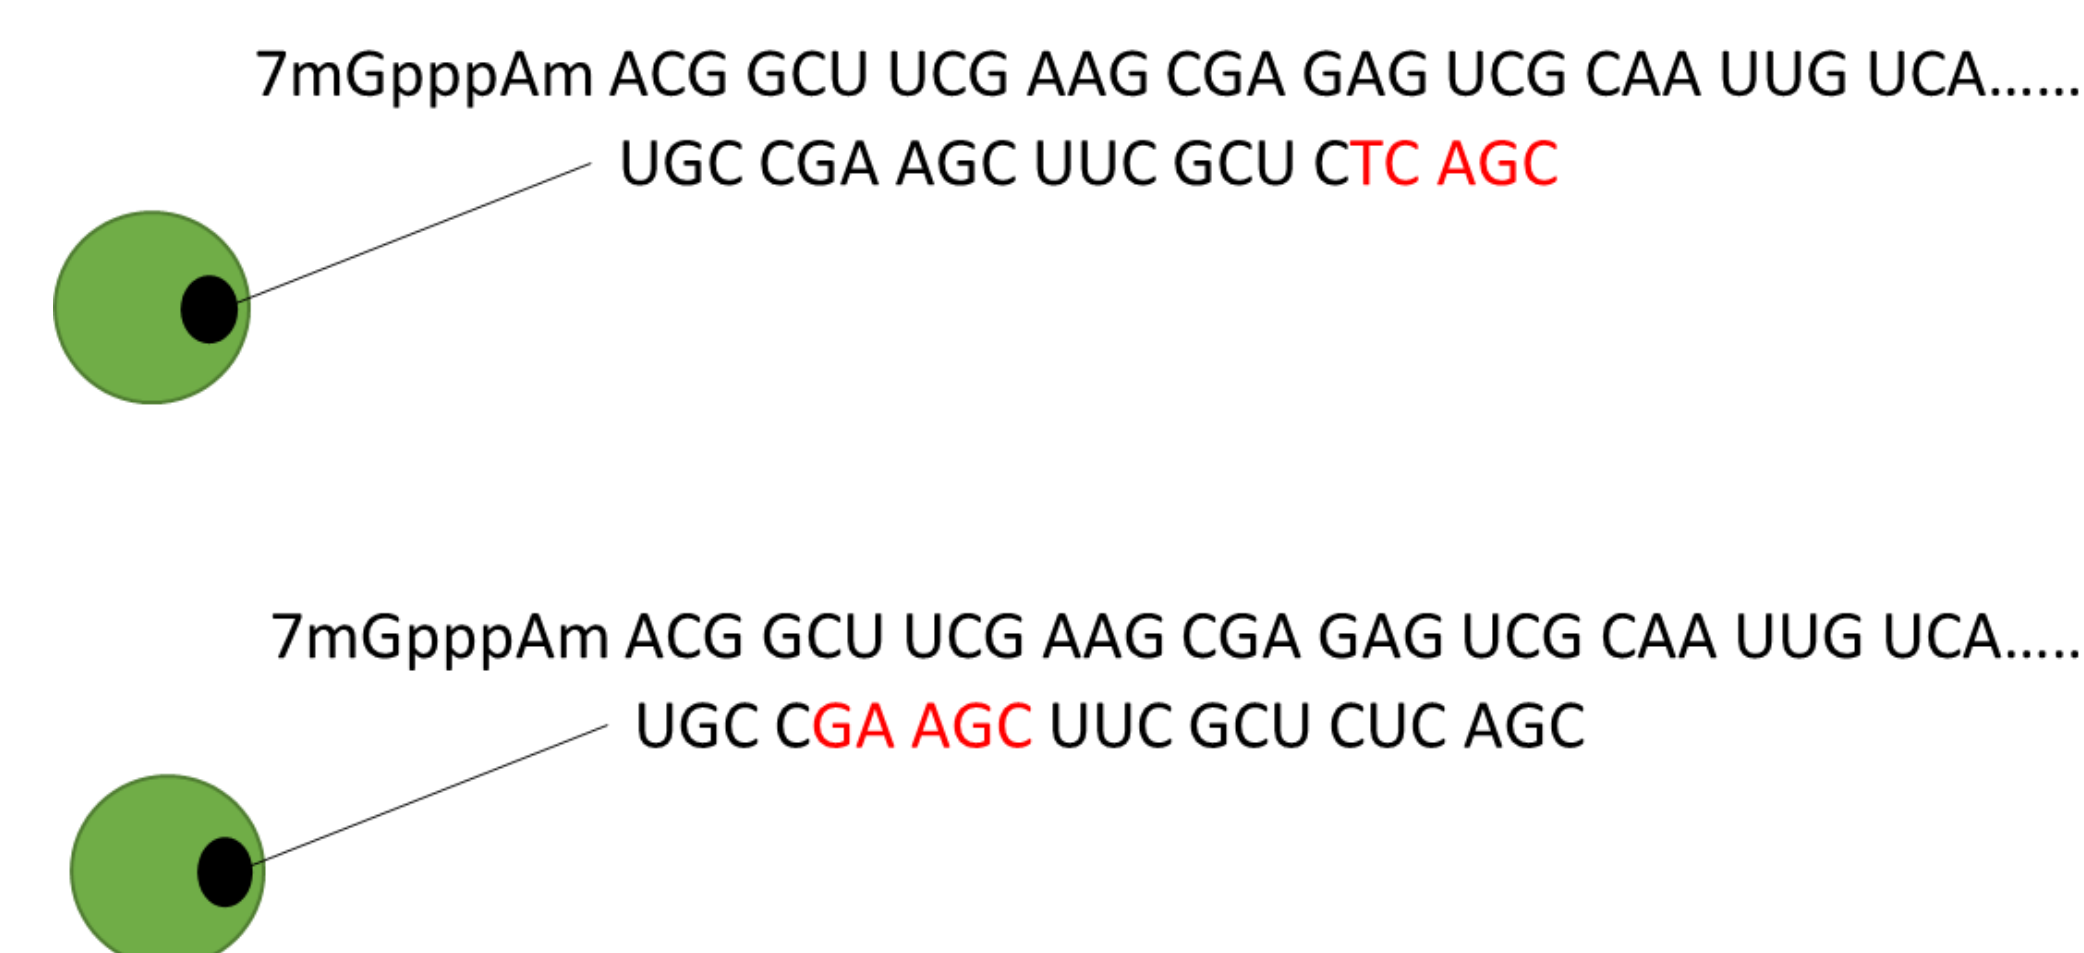 7mGpppAm ACG GCU UCG AAG CGA GAG UCG CAA UUG UCA......
UGC CGA AGC UUC GCU CTC AGC
7mGpppAm ACG GCU UCG AAG CGA GAG UCG CAA UUG UCA.....
UGC CGA AGC UUC GCU CUC AGC